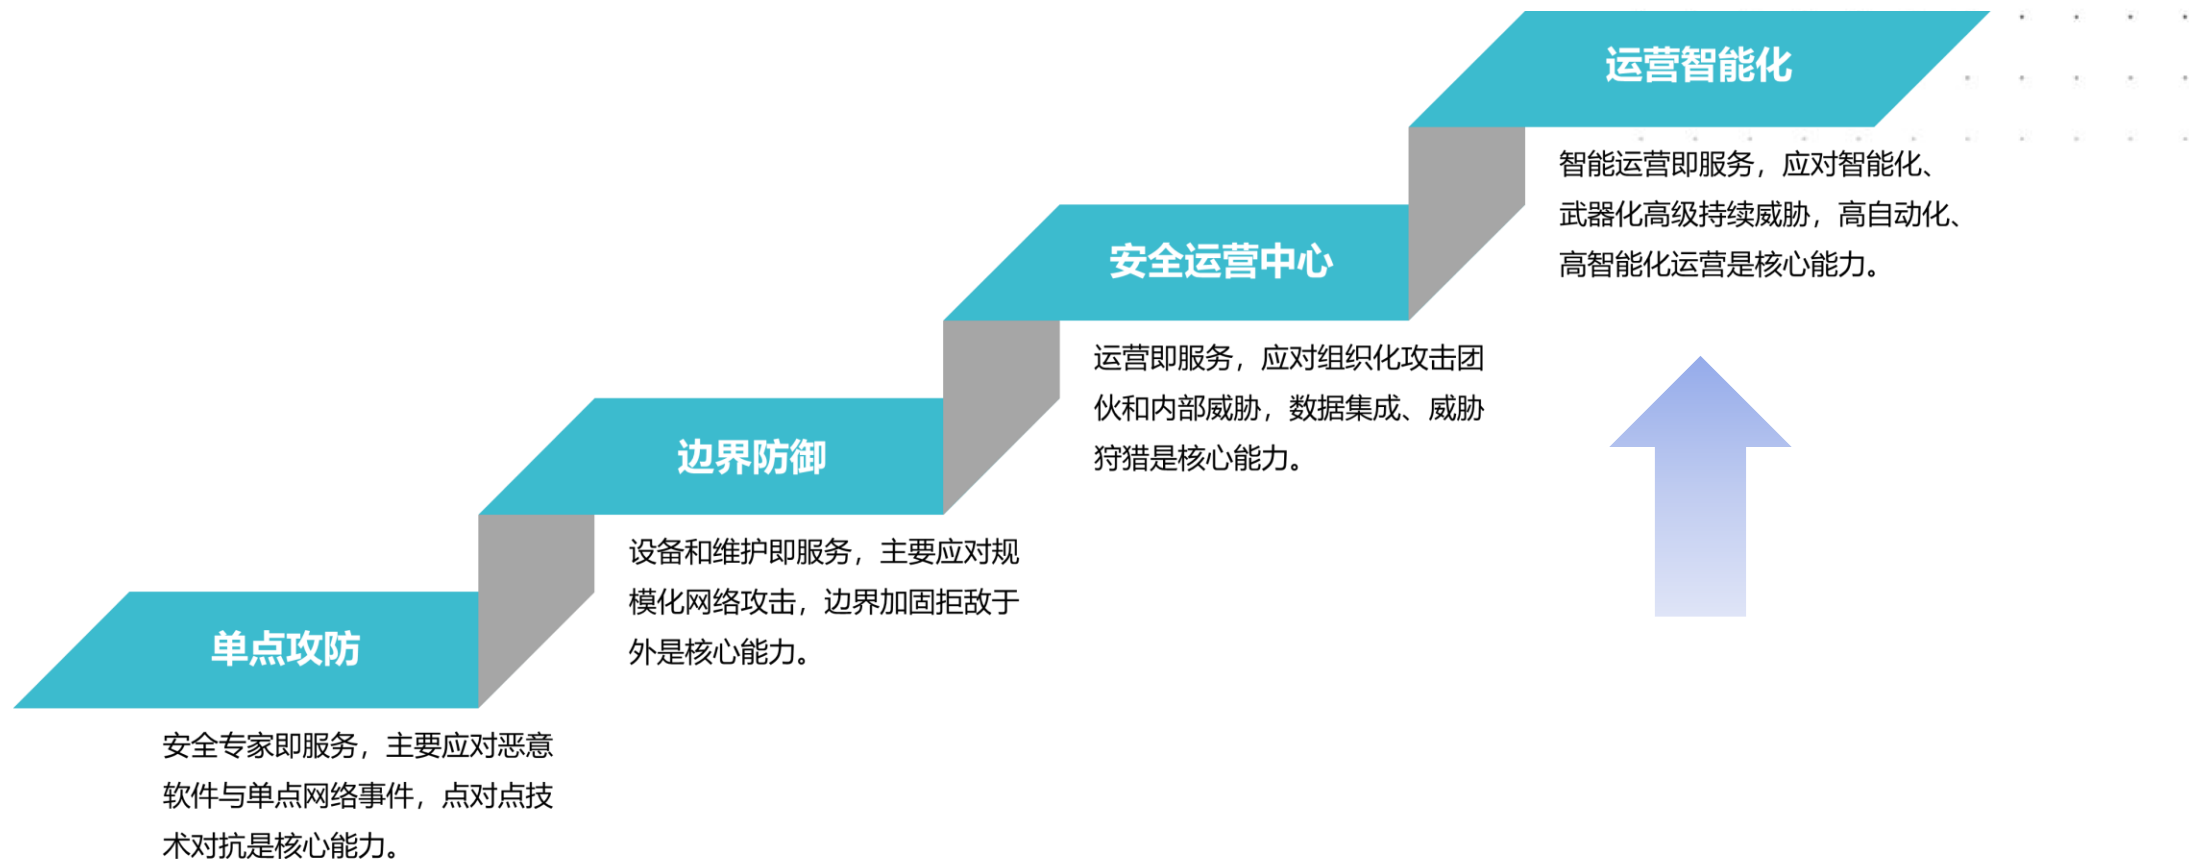 运营智能化
智能运营即服务，应对智能化、
武器化高级持续威胁，高自动化、
高智能化运营是核心能力。
安全运营中心
运营即服务，应对组织化攻击团
伙和内部威胁，数据集成、威胁
狩猎是核心能力。
边界防御
设备和维护即服务，主要应对规
模化网络攻击，边界加固拒敌于
外是核心能力。
单点攻防
安全专家即服务，主要应对恶意
软件与单点网络事件，点对点技
术对抗是核心能力。